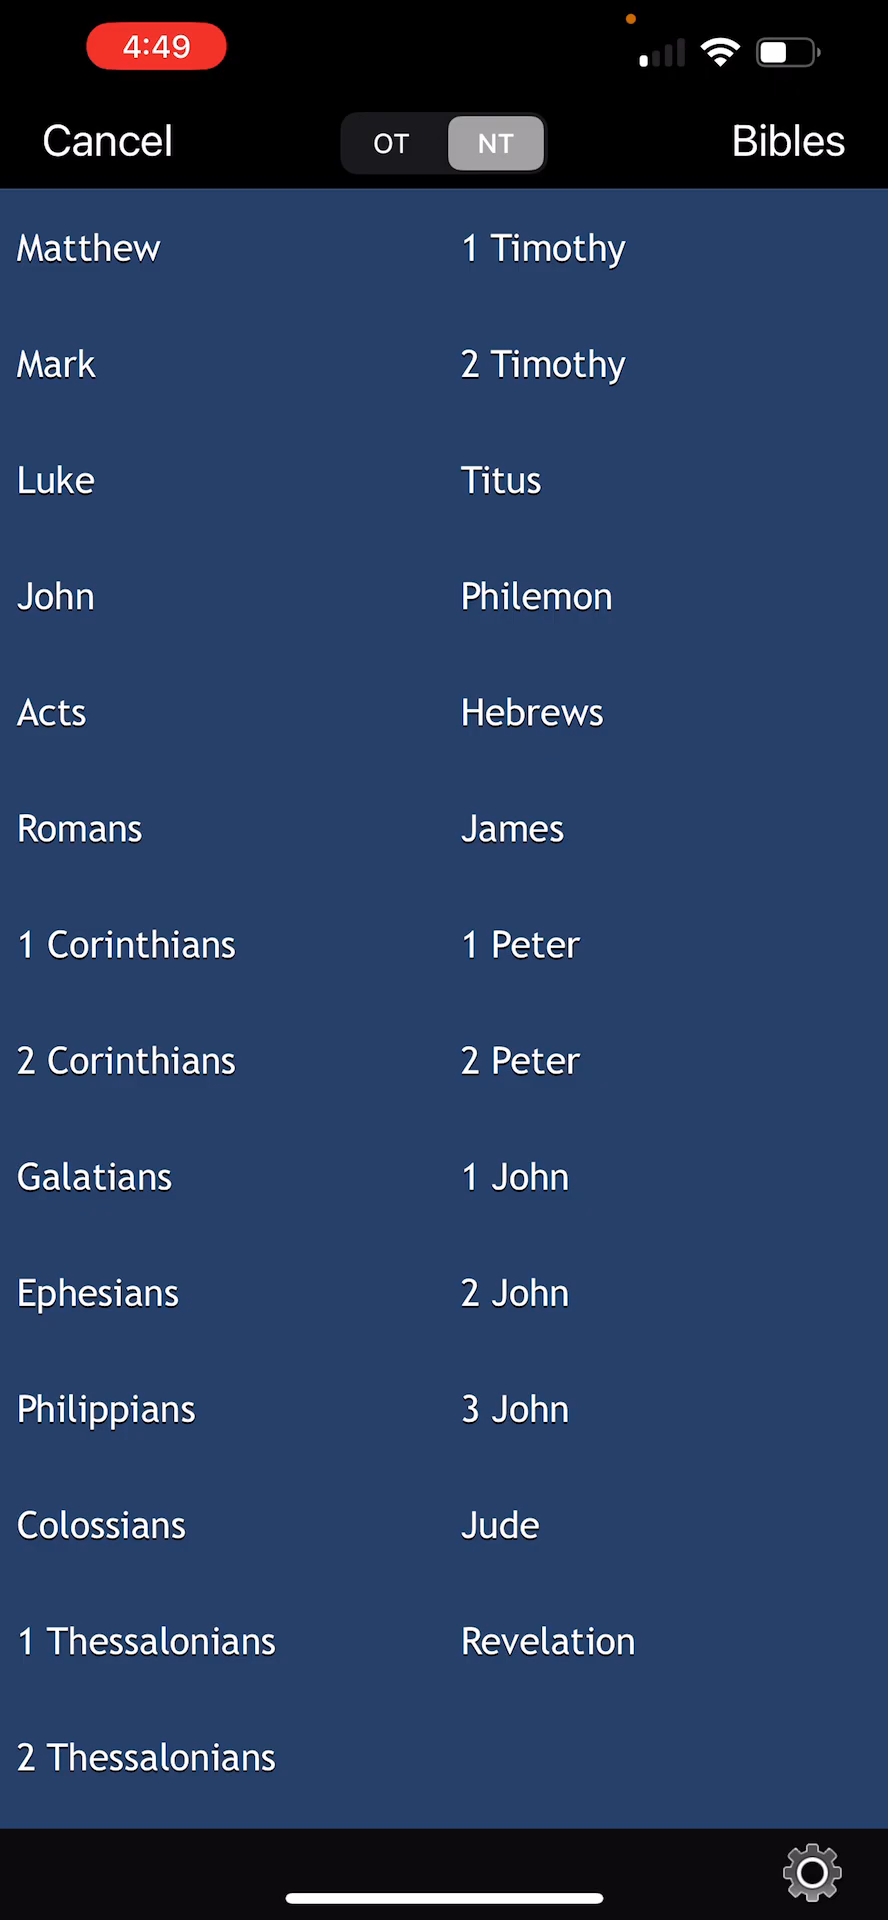 4:49
Cancel OT NT Bibles
Matthew
Mark
Luke
John
Acts
Romans
1 Corinthians
2 Corinthians
Galatians
Ephesians
Philippians
Colossians
1 Thessalonians
2 Thessalonians
1 Timothy
2 Timothy
Titus
Philemon
Hebrews
James
1 Peter
2 Peter
1 John
2 John
3 John
Jude
Revelation